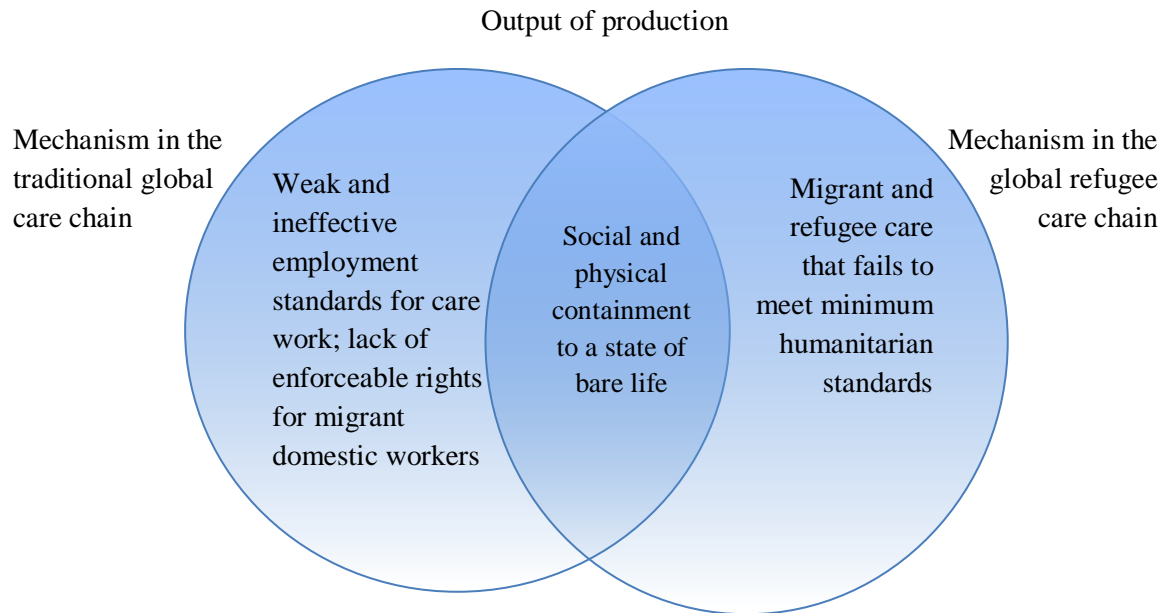 Output of production
Mechanism in the
traditional global
care chain
Weak and
ineffective
employment
standards for care
work; lack of
enforceable rights
for migrant
domestic workers
Social and
physical
containment
to a state of
bare life
Migrant and
refugee care
that fails to
meet minimum
humanitarian
standards
Mechanism in the
global refugee
care chain